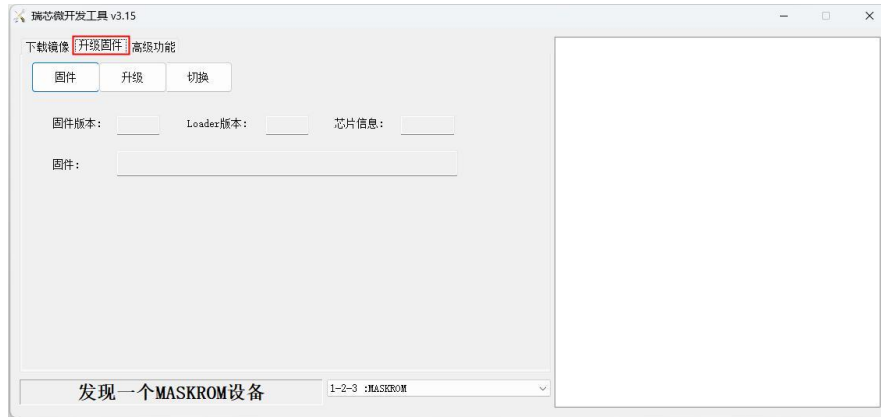 瑞芯微开发工具 v3.15
下载镜像 升级固件 高级功能
固件 升级 切换
固件版本: Loader版本: 芯片信息:
固件:
发现一个MASKROM设备 1-2-3 :MASKROM